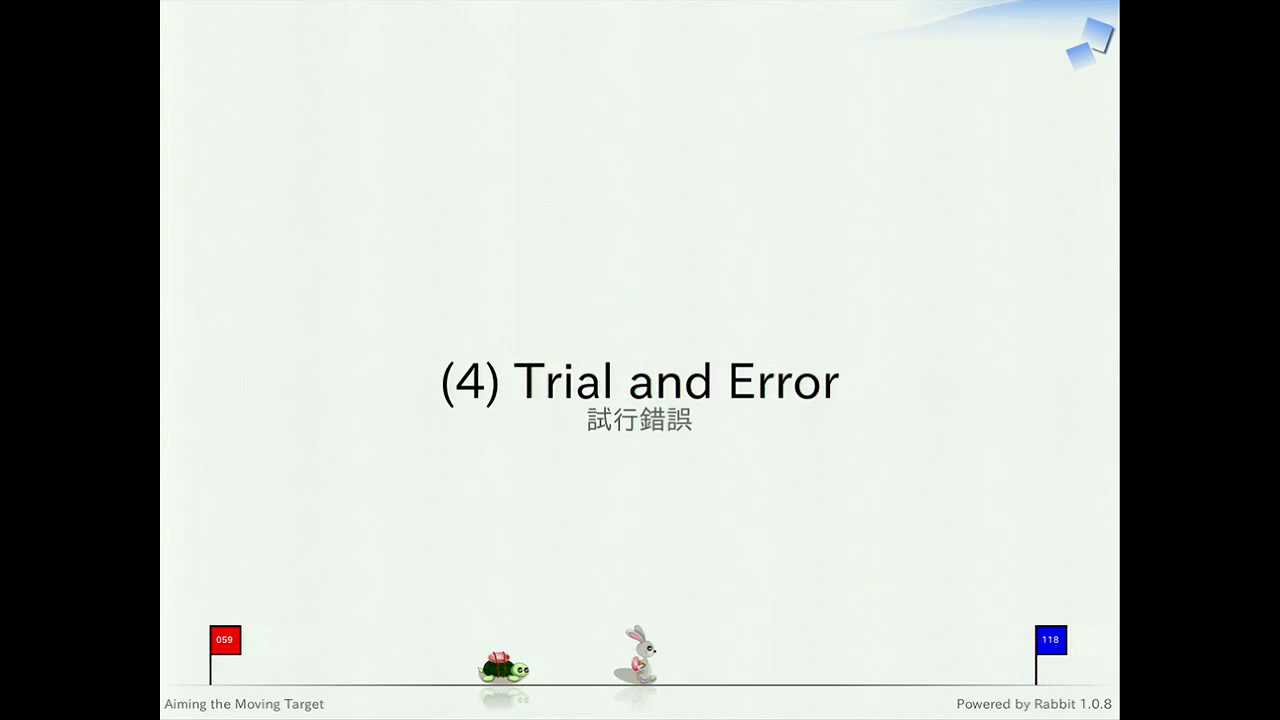 (4) Trial and Error
試行錯誤
059
118
Aiming the Moving Target
Powered by Rabbit 1.0.8